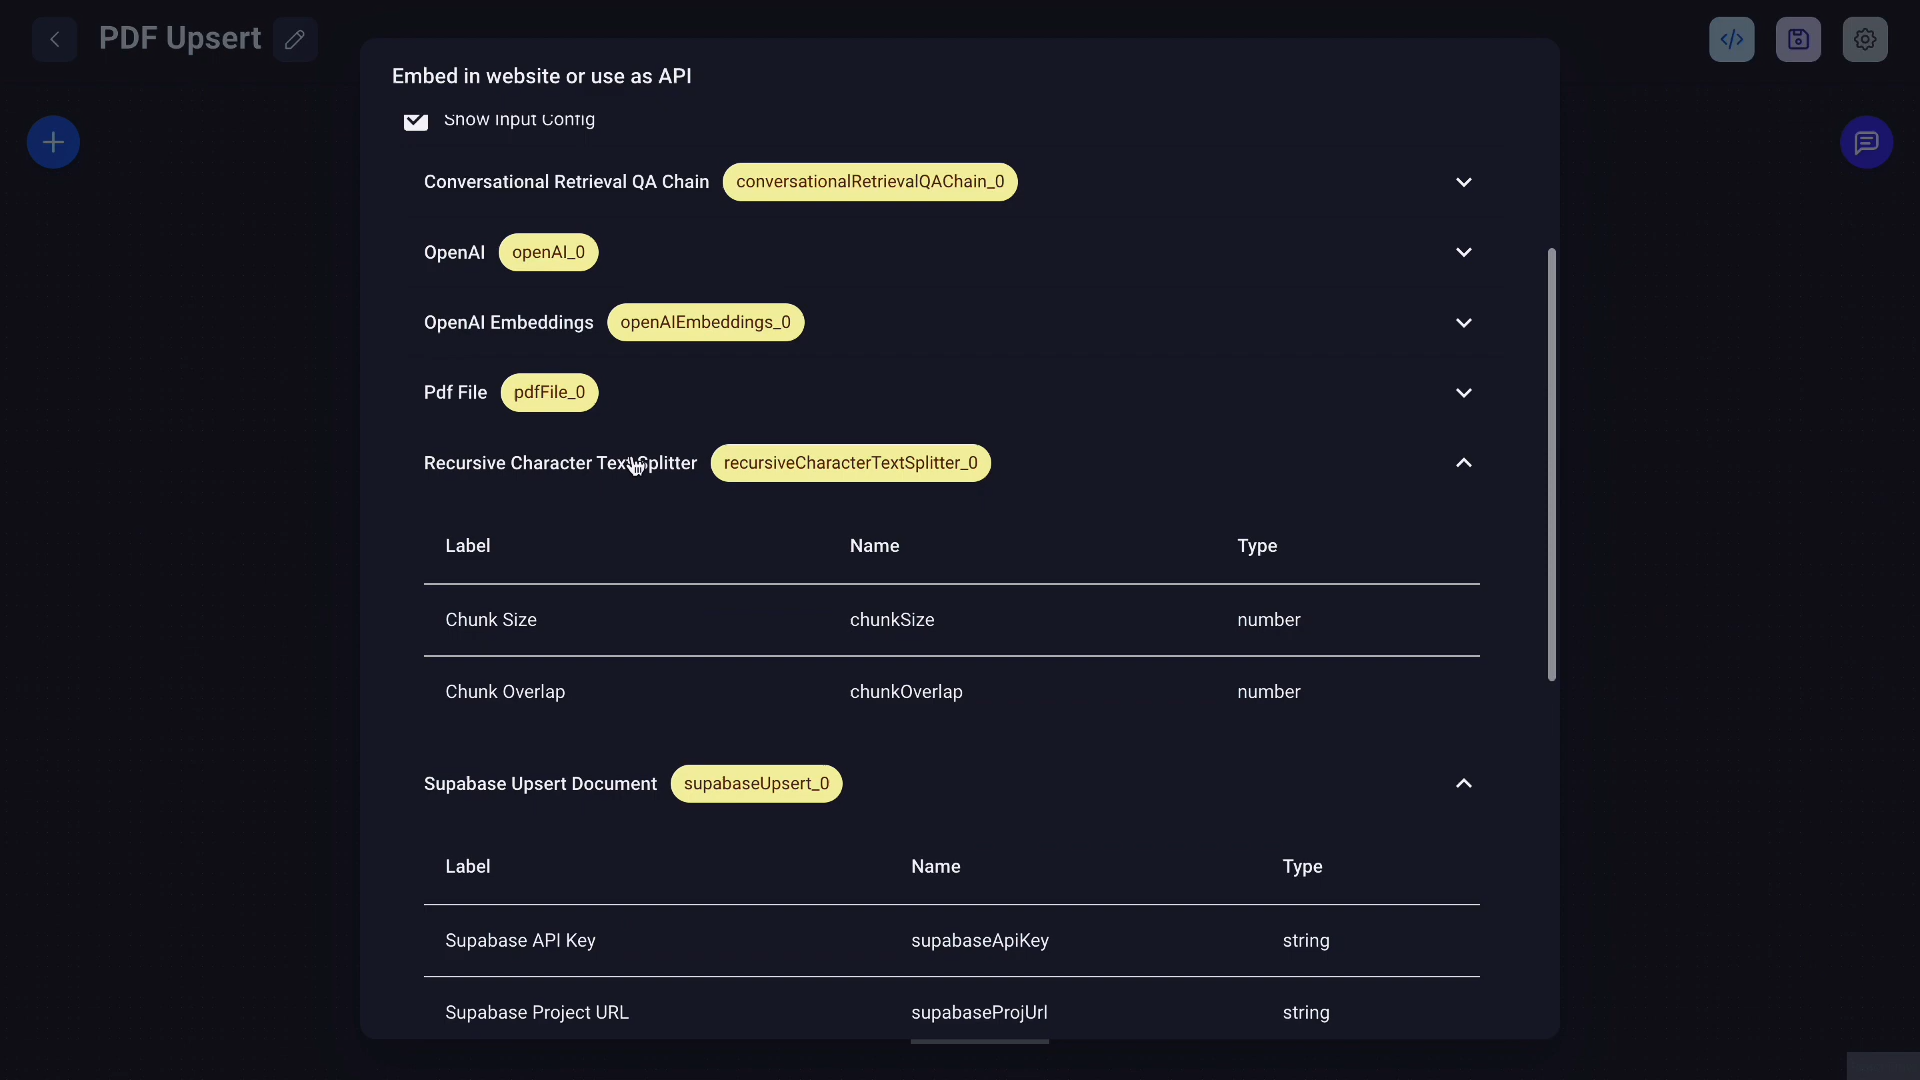 PDF Upsert
Embed in website or use as API
Show Input Config
Conversational Retrieval QA Chain conversationalRetrievalQAChain_0
OpenAI openAI_0
OpenAI Embeddings openAIEmbeddings_0
Pdf File pdfFile_0
Recursive Character Text Splitter recursiveCharacterTextSplitter_0
Label Name Type
Chunk Size chunkSize number
Chunk Overlap chunkOverlap number
Supabase Upsert Document supabaseUpsert_0
Label Name Type
Supabase API Key supabaseApiKey string
Supabase Project URL supabaseProjUrl string